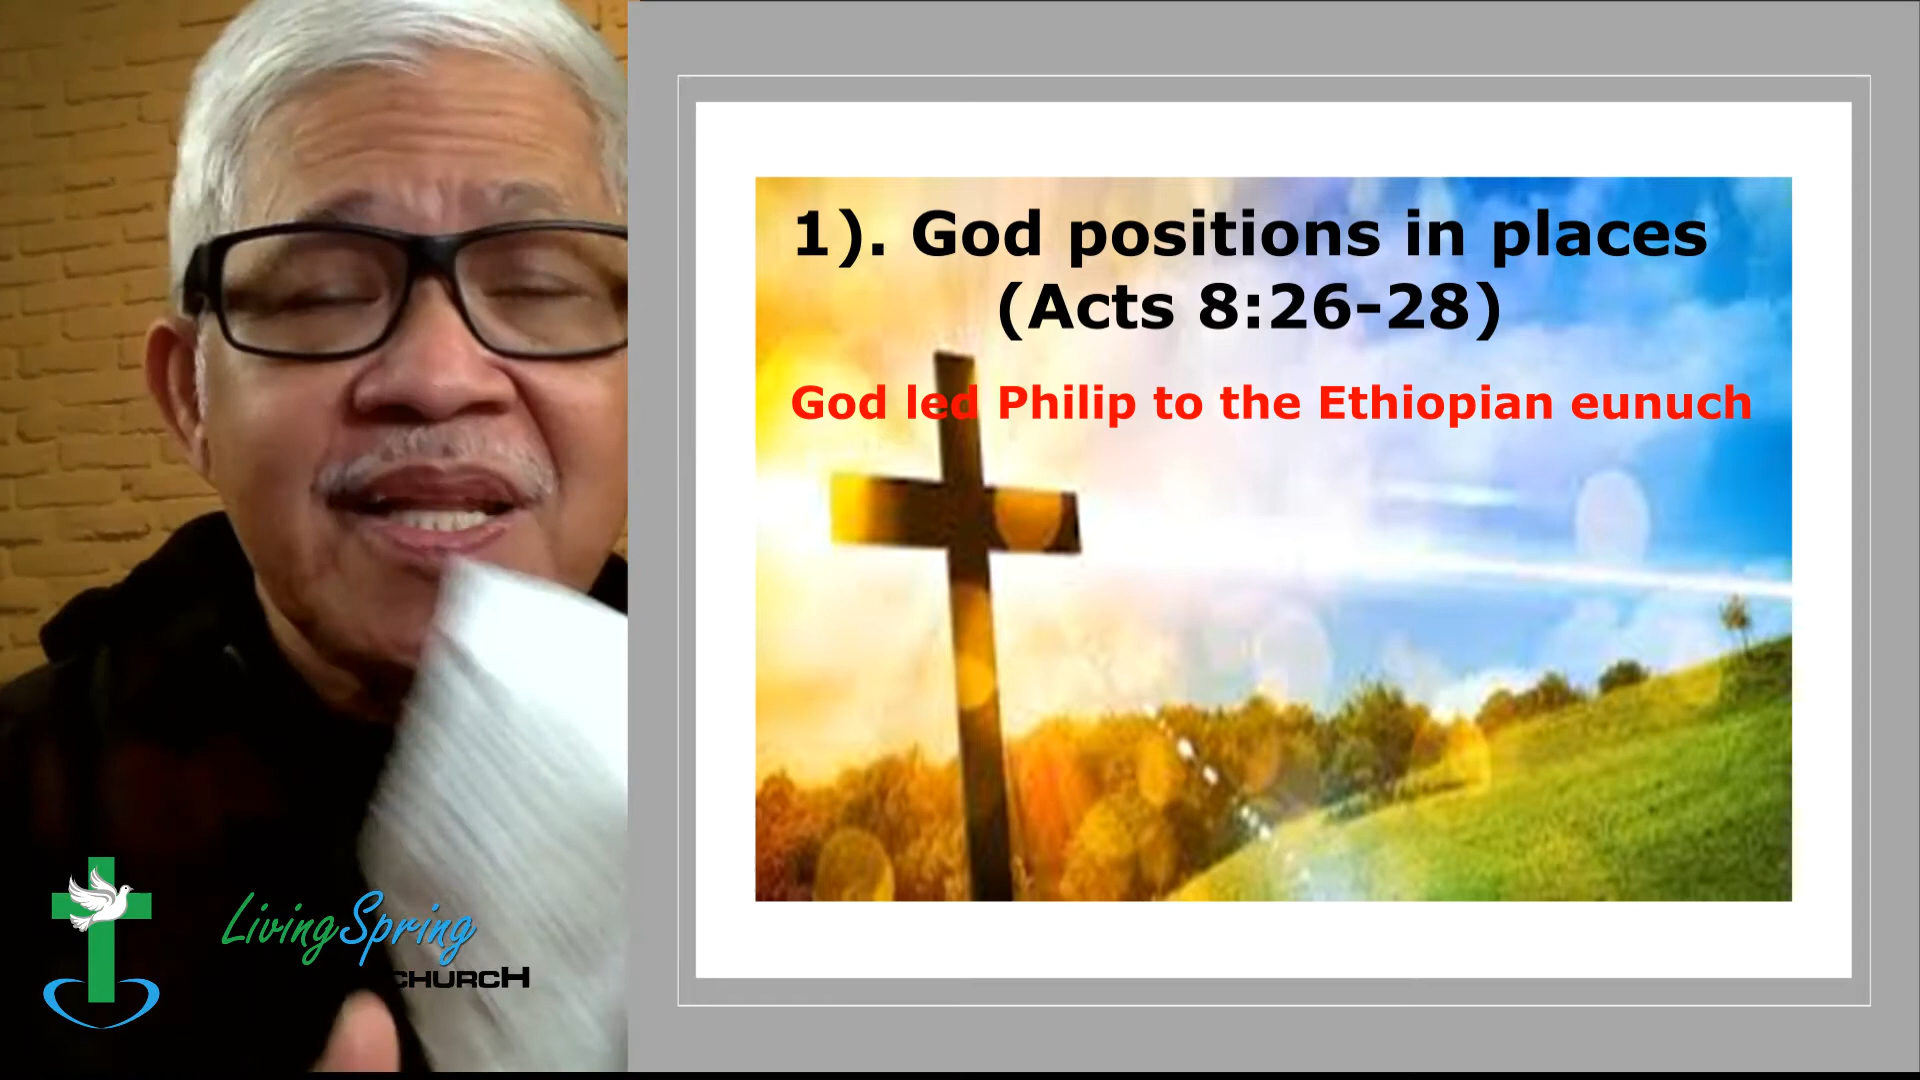 1). God positions in places
(Acts 8:26-28)
God led Philip to the Ethiopian eunuch
LivingSpring
CHURCH